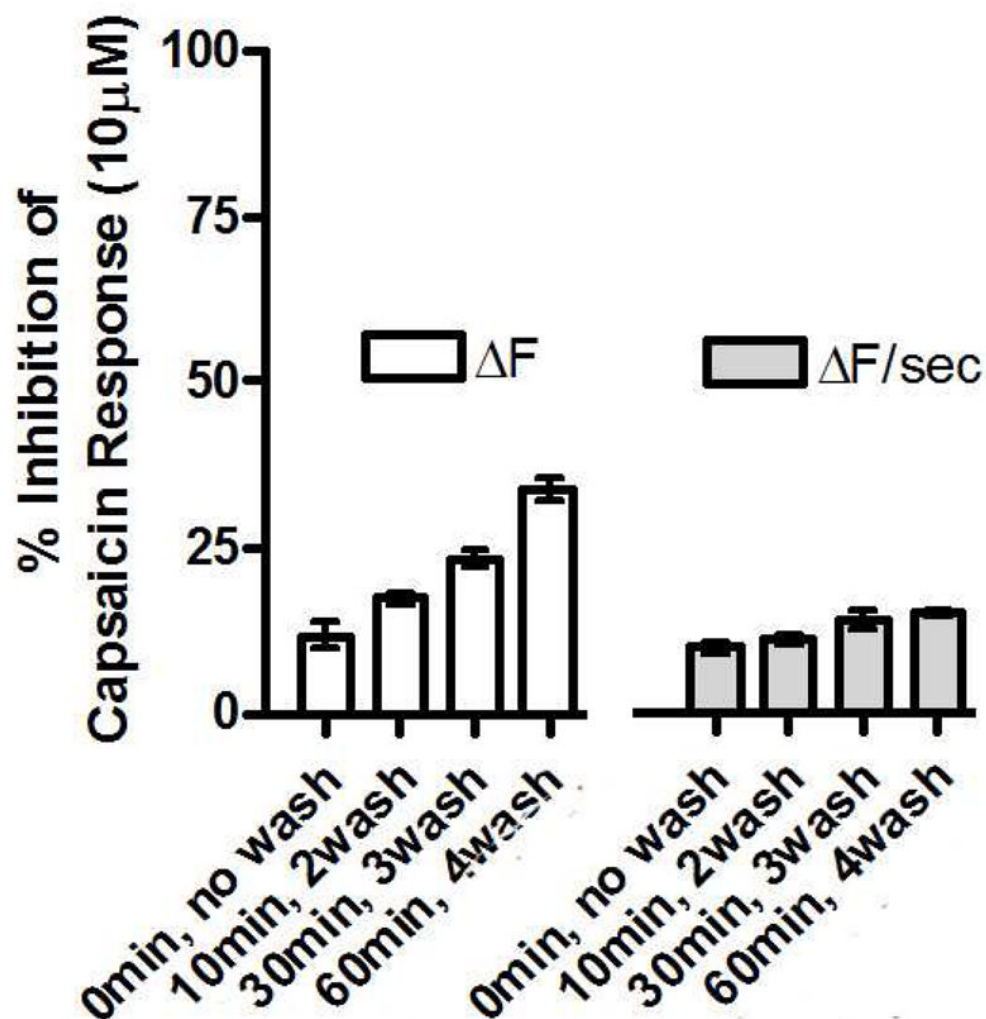 % Inhibition of
Capsaicin Response (10μM)
100
75
50
25
0
ΔF
ΔF/sec
0min, no wash
10min, 2wash
30min, 3wash
60min, 4wash
0min, no wash
10min, 2wash
30min, 3wash
60min, 4wash